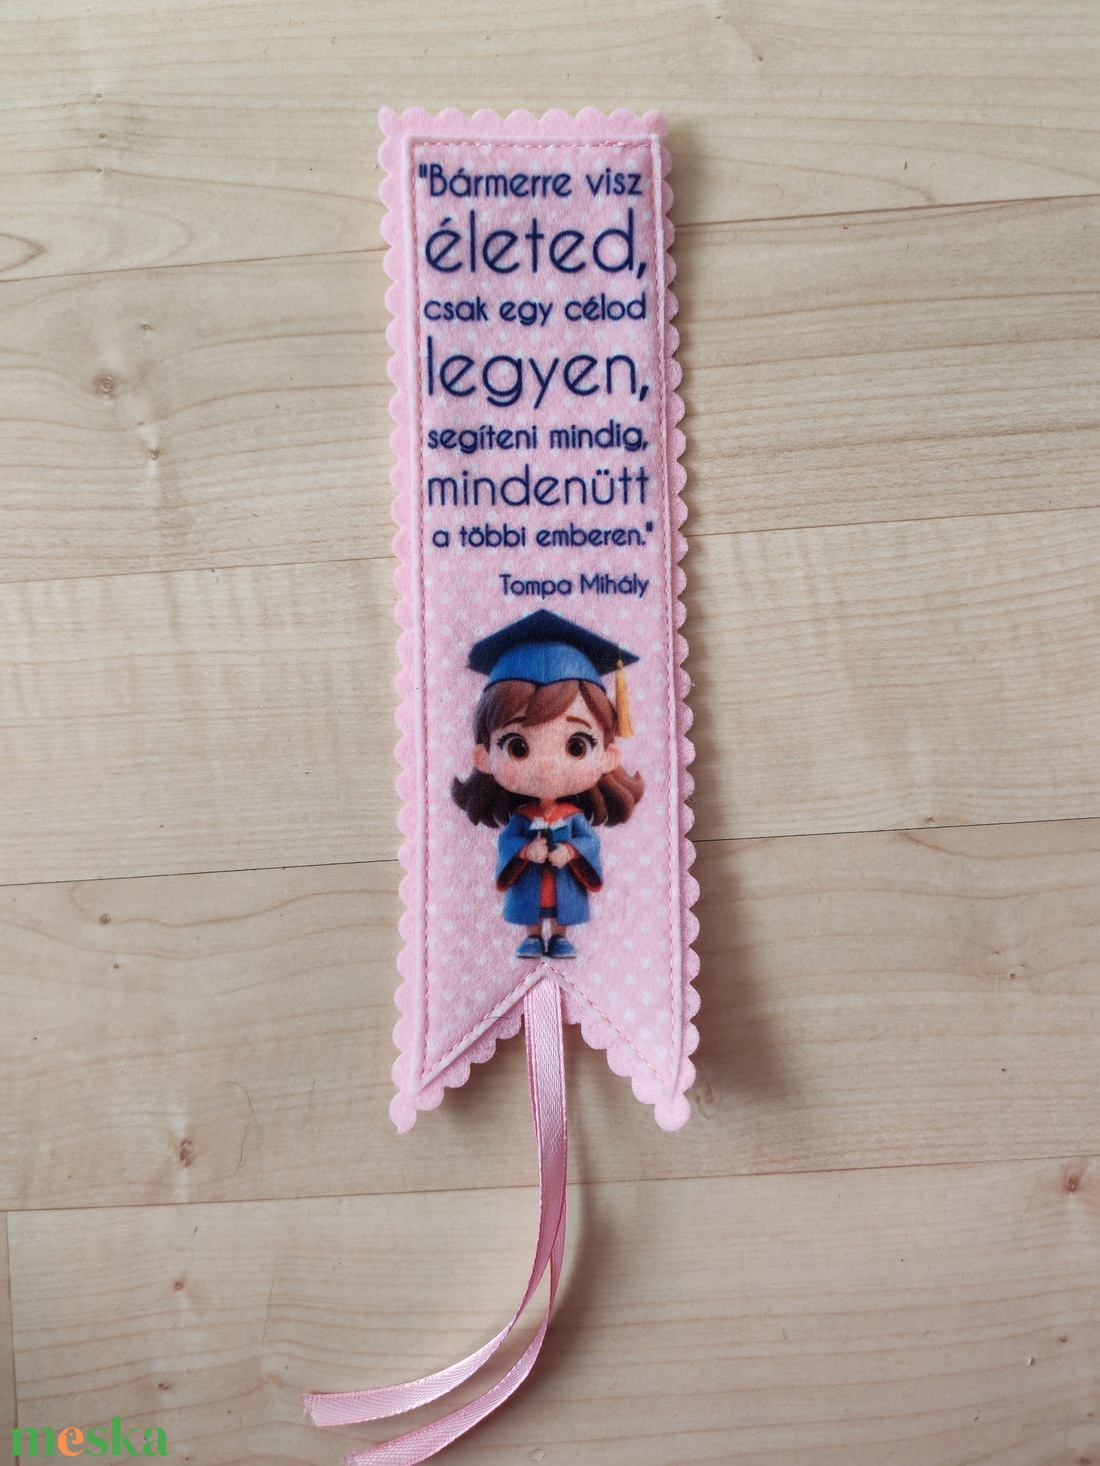 "Bármerre visz
életed,
csak egy célod
legyen,
segíteni mindig,
mindenütt
a többi emberen."
Tompa Mihály
meska